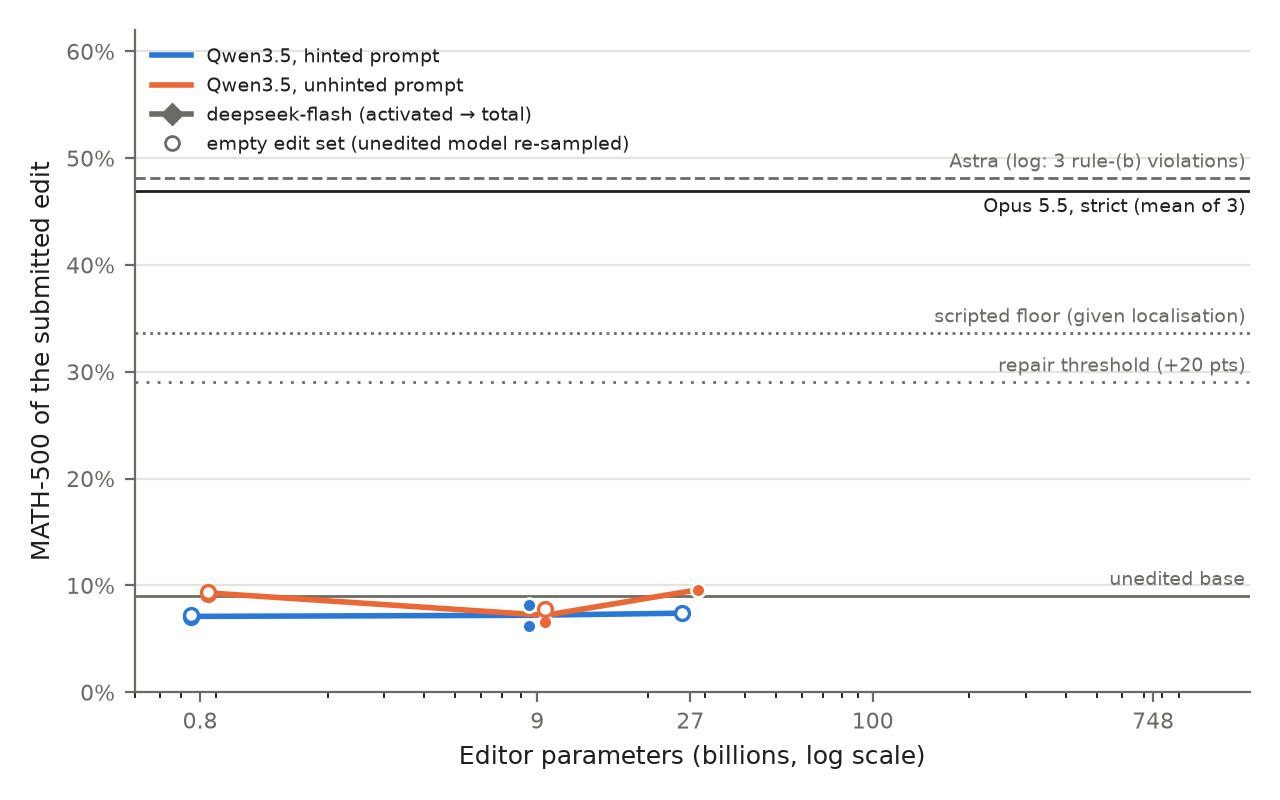 60%
50%
40%
30%
20%
10%
0%
MATH-500 of the submitted edit
Qwen3.5, hinted prompt
Qwen3.5, unhinted prompt
deepseek-flash (activated → total)
empty edit set (unedited model re-sampled)
Astra (log: 3 rule-(b) violations)
Opus 5.5, strict (mean of 3)
scripted floor (given localisation)
repair threshold (+20 pts)
unedited base
0.8
9
27
100
748
Editor parameters (billions, log scale)